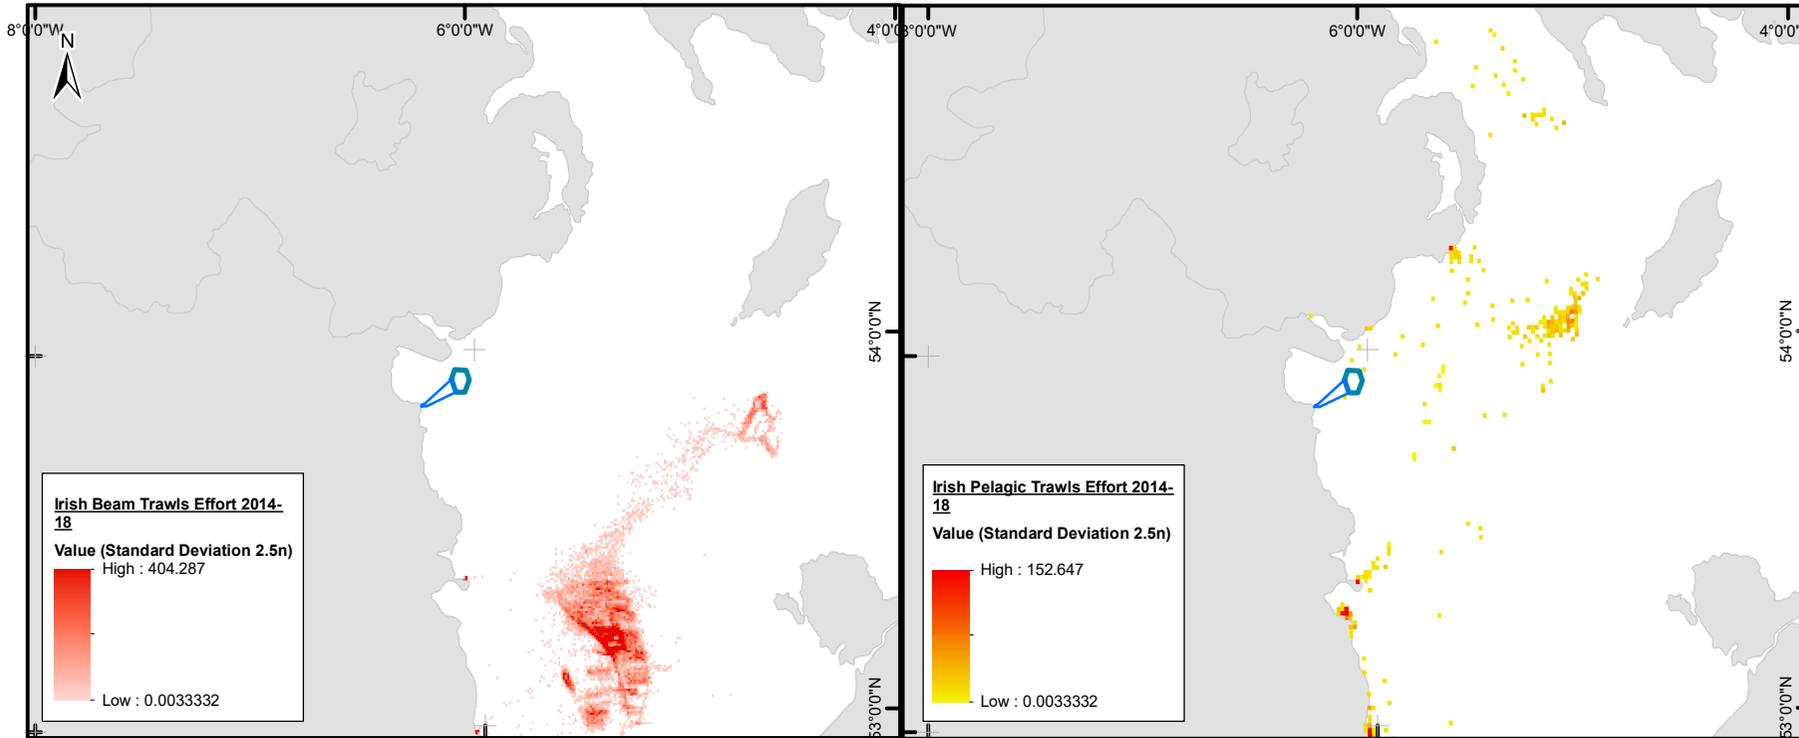 8°0'0"W
6°0'0"W
4°0'0
8°0'0"W
6°0'0"W
4°0'0"
N
54°0'0"N
54°0'0"N
Irish Beam Trawls Effort 2014-
18
Value (Standard Deviation 2.5n)
High : 404.287
Low : 0.0033332
53°0'0"N
Irish Pelagic Trawls Effort 2014-
18
Value (Standard Deviation 2.5n)
High : 152.647
Low : 0.0033332
53°0'0"N